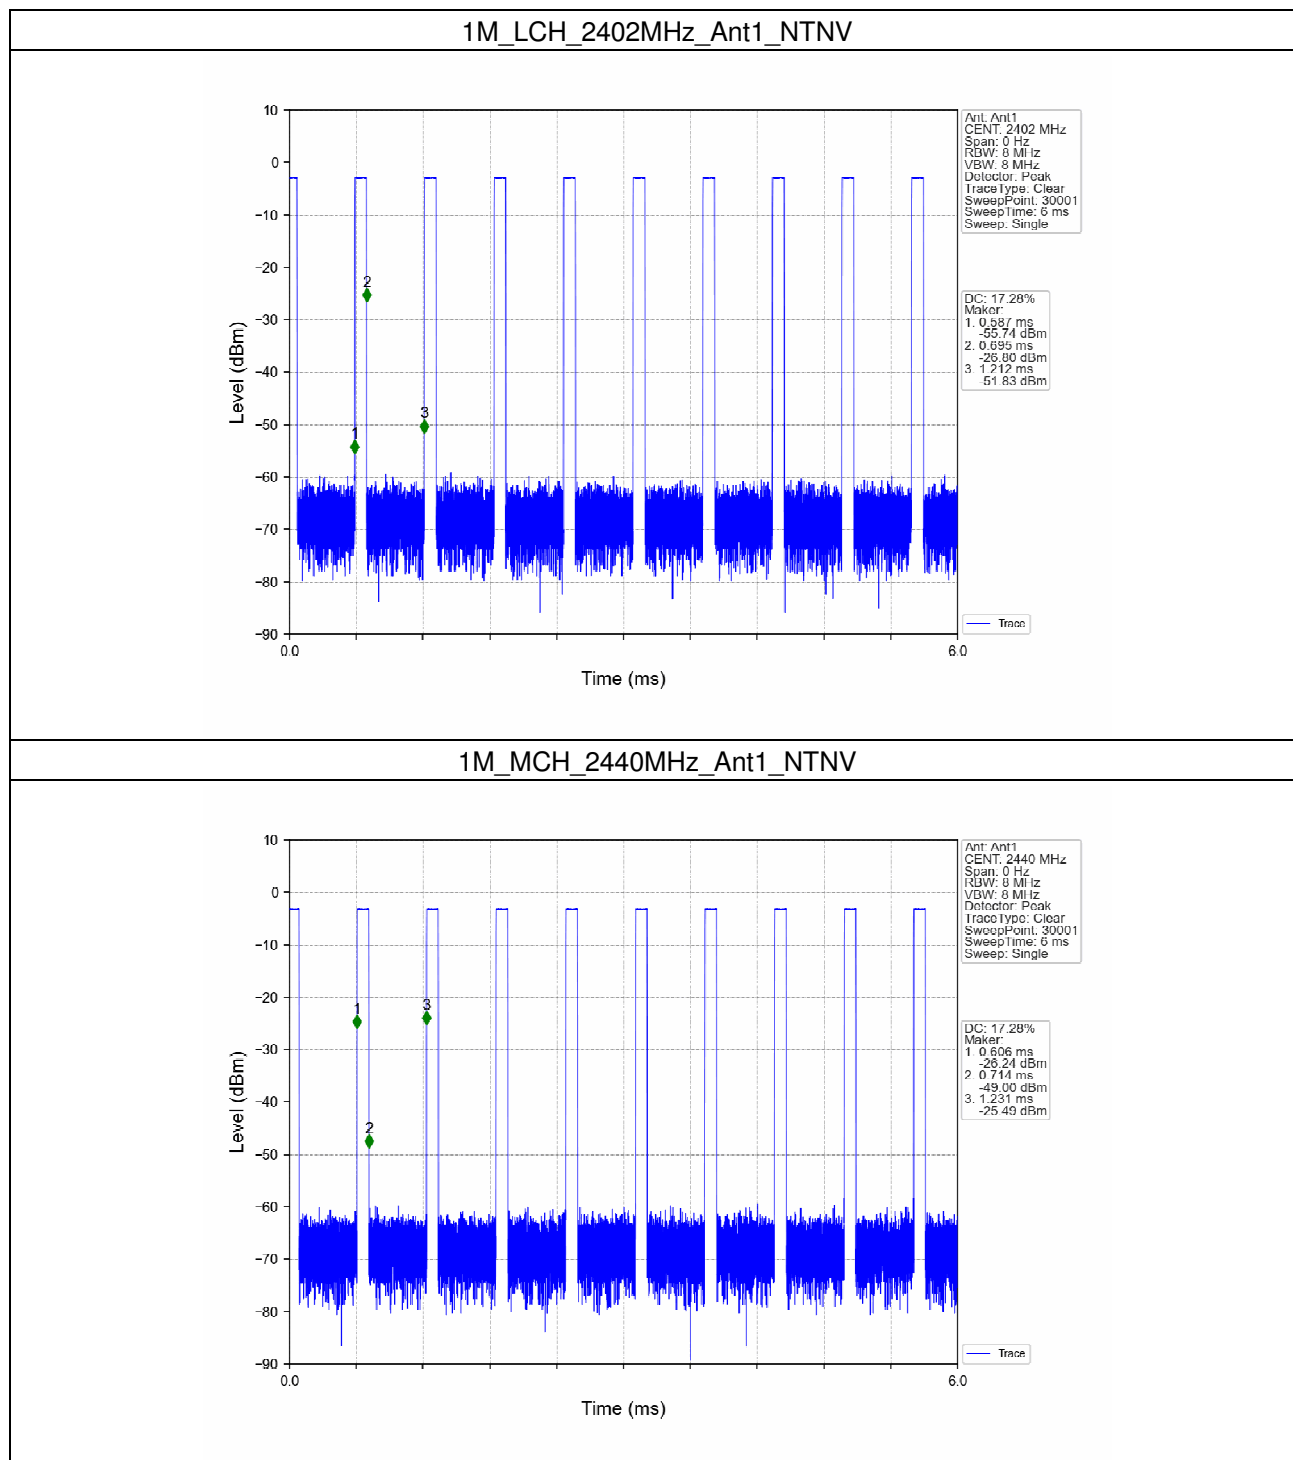 1M_LCH_2402MHz_Ant1_NTNV
10
0
−10
−20
−30
−40
−50
−60
−70
−80
−90
Level (dBm)
0.0
6.0
Time (ms)
1
2
3
Ant: Ant1
CENT: 2402 MHz
Span: 0 Hz
RBW: 8 MHz
VBW: 8 MHz
Detector: Peak
TraceType: Clear
SweepPoint: 30001
SweepTime: 6 ms
Sweep: Single
DC: 17.28%
Maker:
1. 0.587 ms
-55.74 dBm
2. 0.695 ms
-26.80 dBm
3. 1.212 ms
-51.83 dBm
Trace
1M_MCH_2440MHz_Ant1_NTNV
10
0
−10
−20
−30
−40
−50
−60
−70
−80
−90
Level (dBm)
0.0
6.0
Time (ms)
1
2
3
Ant: Ant1
CENT: 2440 MHz
Span: 0 Hz
RBW: 8 MHz
VBW: 8 MHz
Detector: Peak
TraceType: Clear
SweepPoint: 30001
SweepTime: 6 ms
Sweep: Single
DC: 17.28%
Maker:
1. 0.606 ms
-26.24 dBm
2. 0.714 ms
-49.00 dBm
3. 1.231 ms
-25.49 dBm
Trace